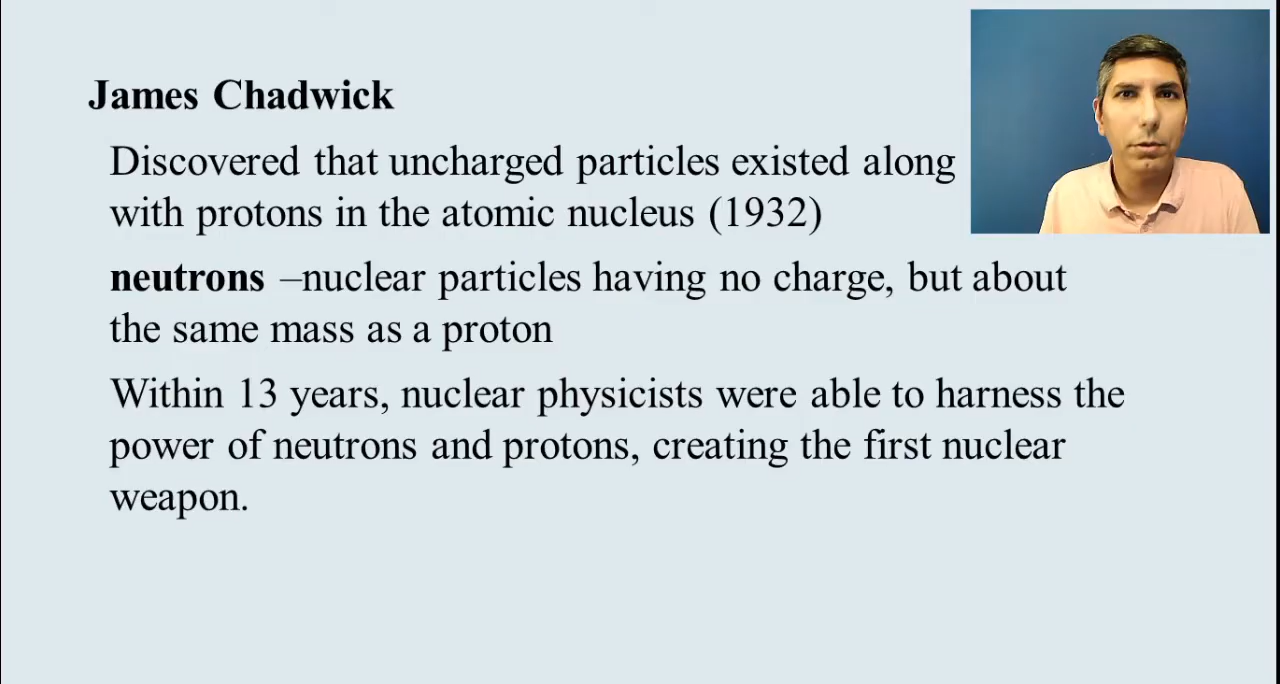 James Chadwick
Discovered that uncharged particles existed along
with protons in the atomic nucleus (1932)
neutrons –nuclear particles having no charge, but about
the same mass as a proton
Within 13 years, nuclear physicists were able to harness the
power of neutrons and protons, creating the first nuclear
weapon.